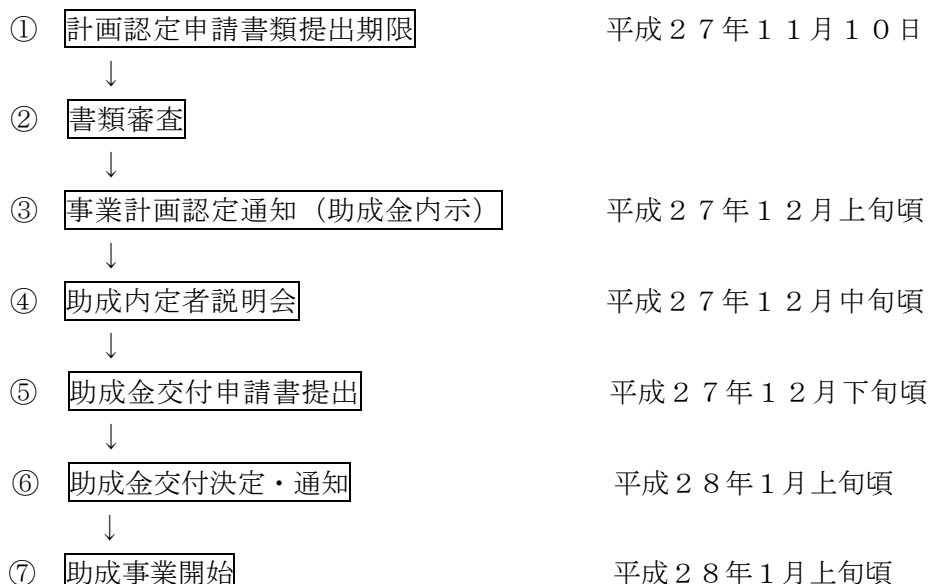 ① 計画認定申請書類提出期限 平成２７年１１月１０日
↓
② 書類審査
↓
③ 事業計画認定通知（助成金内示） 平成２７年１２月上旬頃
↓
④ 助成内定者説明会 平成２７年１２月中旬頃
↓
⑤ 助成金交付申請書提出 平成２７年１２月下旬頃
↓
⑥ 助成金交付決定・通知 平成２８年１月上旬頃
↓
⑦ 助成事業開始 平成２８年１月上旬頃